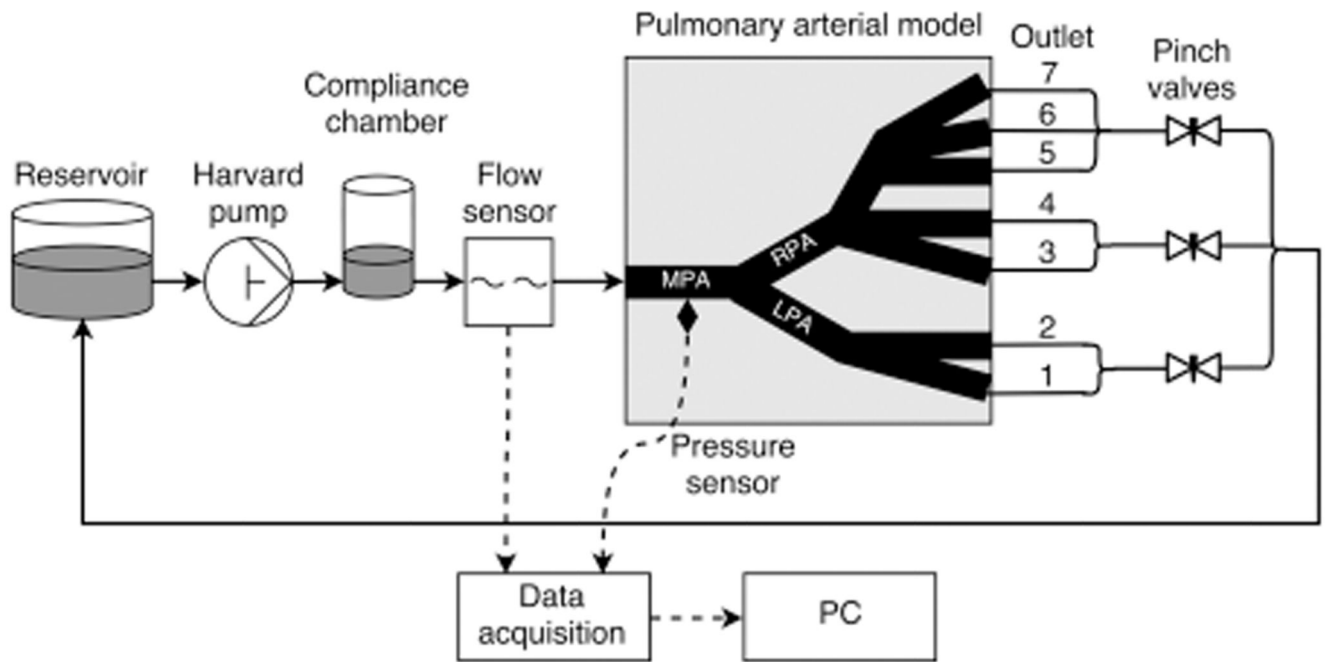 Pulmonary arterial model
Outlet
Pinch
valves
7
6
5
4
3
2
1
Compliance
chamber
Reservoir
Harvard
pump
Flow
sensor
MPA
RPA
LPA
Pressure
sensor
Data
acquisition
PC